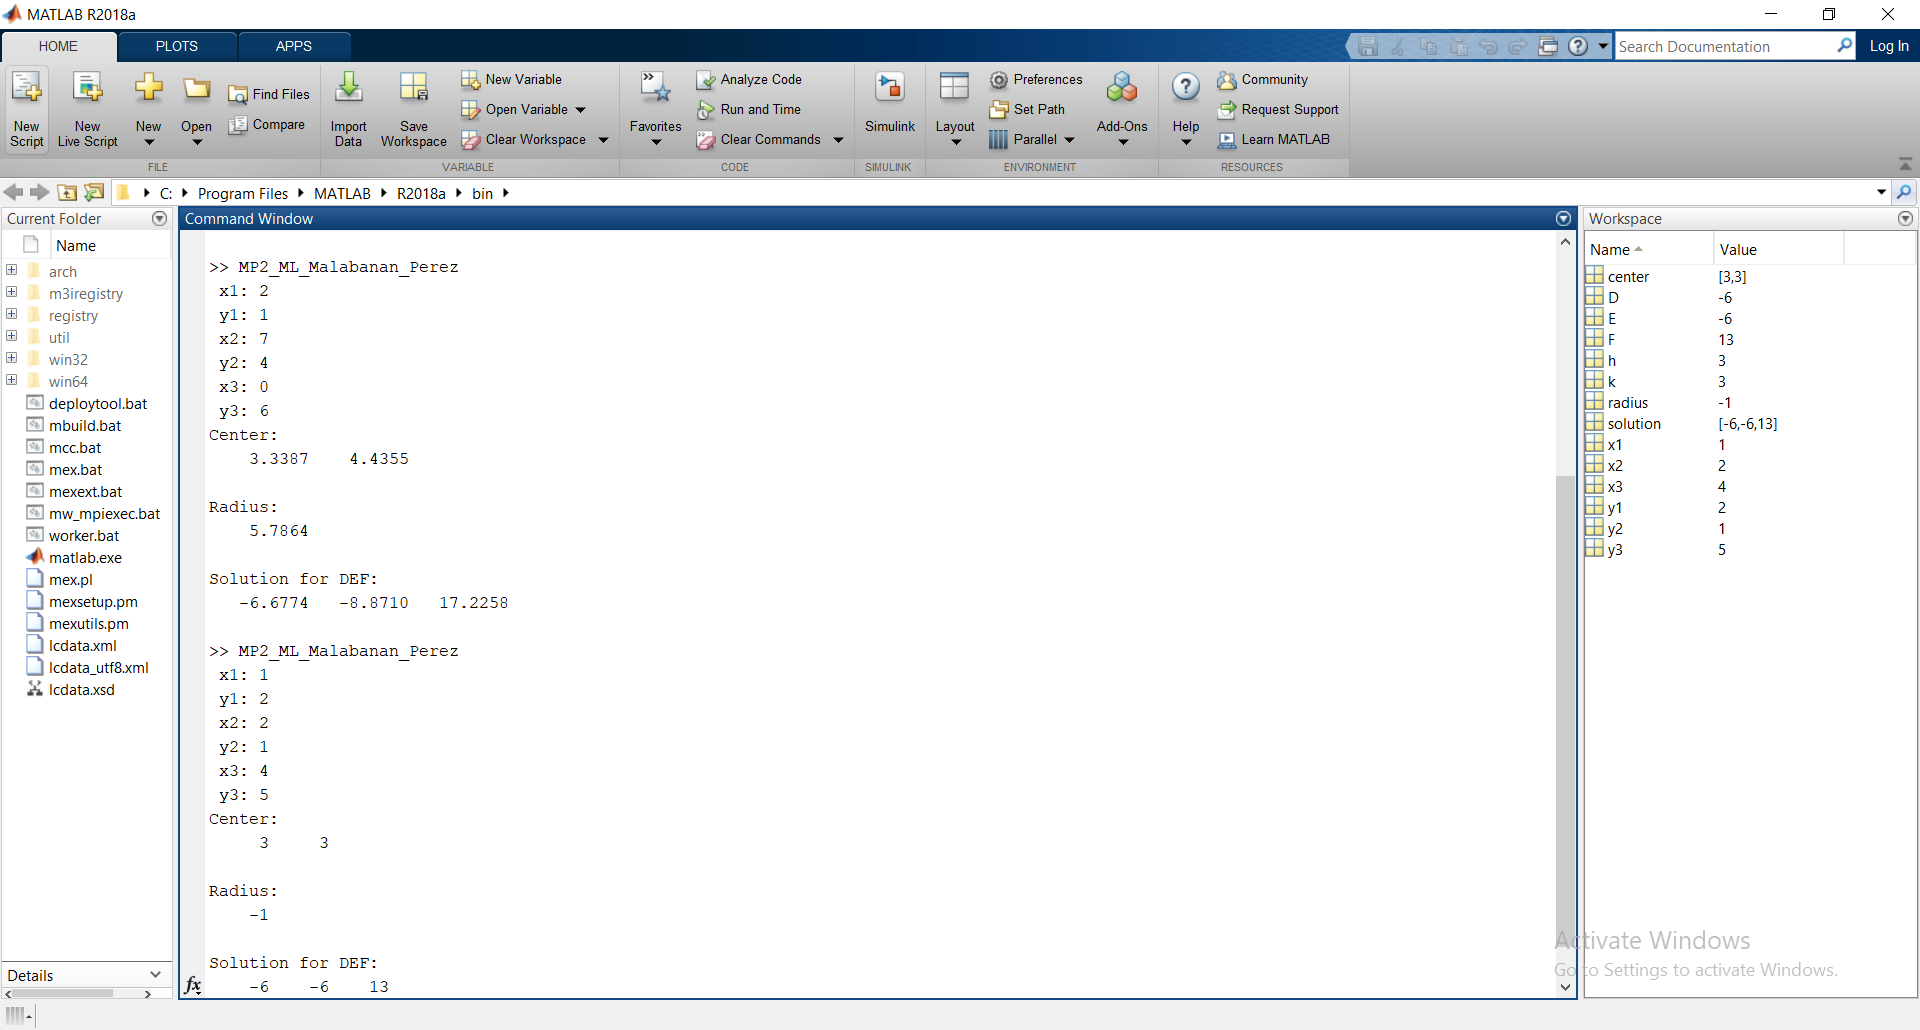 MATLAB R2018a
HOME PLOTS APPS
Search Documentation Log In
New Script
New Live Script
New
Open
Find Files
Compare
FILE
Import Data
Save Workspace
New Variable
Open Variable
Clear Workspace
VARIABLE
Favorites
Analyze Code
Run and Time
Clear Commands
CODE
Simulink
SIMULINK
Layout
Preferences
Set Path
Parallel
Add-Ons
ENVIRONMENT
Help
Community
Request Support
Learn MATLAB
RESOURCES
C: Program Files MATLAB R2018a bin
Current Folder
Name
arch
m3iregistry
registry
util
win32
win64
deploytool.bat
mbuild.bat
mcc.bat
mex.bat
mexext.bat
mw_mpiexec.bat
worker.bat
matlab.exe
mex.pl
mexsetup.pm
mexutils.pm
lcdata.xml
lcdata_utf8.xml
lcdata.xsd
Details
Command Window
>> MP2_ML_Malabanan_Perez
x1: 2
y1: 1
x2: 7
y2: 4
x3: 0
y3: 6
Center:
3.3387 4.4355
Radius:
5.7864
Solution for DEF:
-6.6774 -8.8710 17.2258
>> MP2_ML_Malabanan_Perez
x1: 1
y1: 2
x2: 2
y2: 1
x3: 4
y3: 5
Center:
3 3
Radius:
-1
Solution for DEF:
fx -6 -6 13
Workspace
Name Value
center [3,3]
D -6
E -6
F 13
h 3
k 3
radius -1
solution [-6,-6,13]
x1 1
x2 2
x3 4
y1 2
y2 1
y3 5
Activate Windows
Go to Settings to activate Windows.